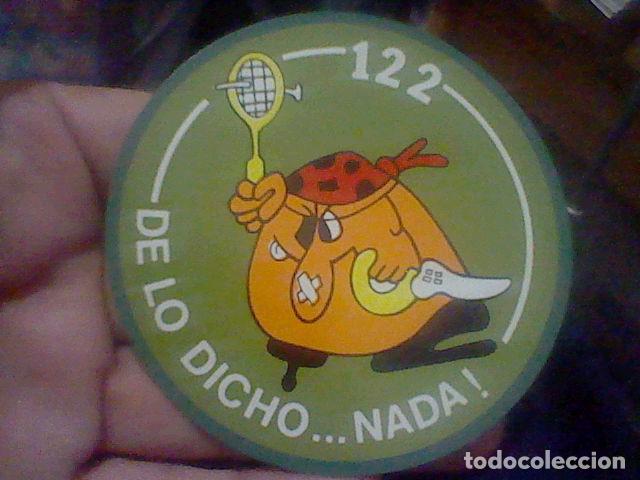 122
DE LO DICHO... NADA!
todocoleccion